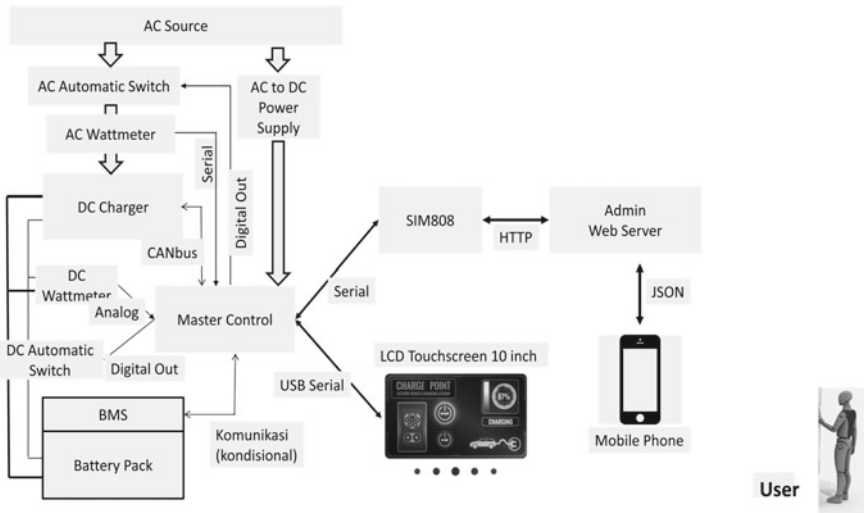 AC Source
AC Automatic Switch
AC to DC
Power
Supply
AC Wattmeter
Serial
Digital Out
DC Charger
CANbus
SIM808
HTTP
Admin
Web Server
DC
Wattmeter
Analog
Master Control
Serial
JSON
DC Automatic
Switch
Digital Out
USB Serial
LCD Touchscreen 10 inch
CHARGE POINT
87%
CHARGING
BMS
Battery Pack
Komunikasi
(kondisional)
Mobile Phone
User